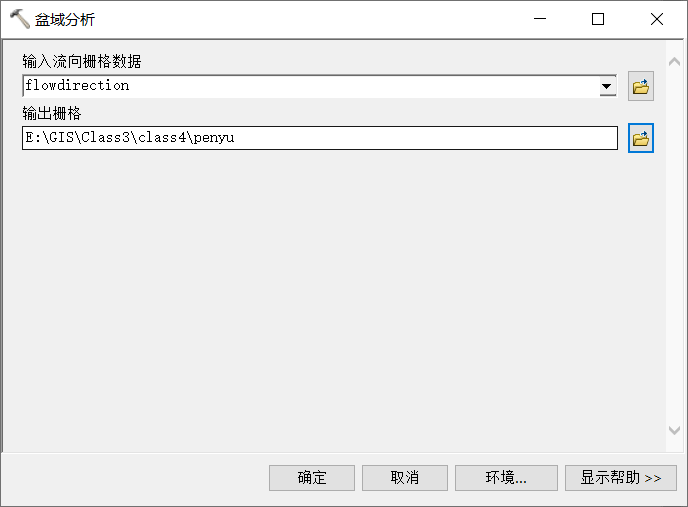 盆域分析
输入流向栅格数据
flowdirection
输出栅格
E:\GIS\Class3\class4\penyu
确定
取消
环境...
显示帮助 >>